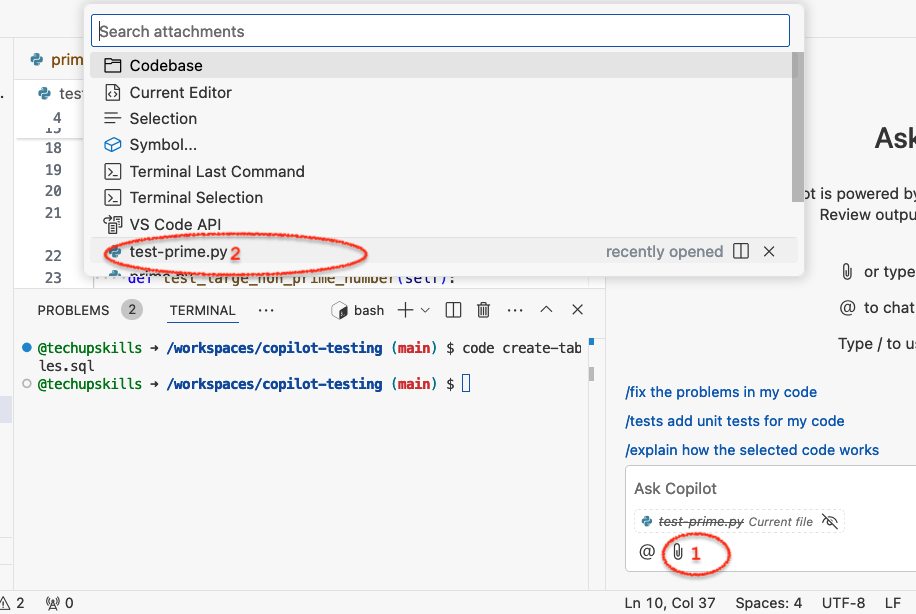 Search attachments
Codebase
Current Editor
Selection
Symbol...
Terminal Last Command
Terminal Selection
VS Code API
test-prime.py 2
recently opened
prim
test
4
18
19
20
21
22
23 def test_large_non_prime_number(self):
PROBLEMS 2 TERMINAL ... bash
@techupskills → /workspaces/copilot-testing (main) $ code create-tab
les.sql
@techupskills → /workspaces/copilot-testing (main) $
Ask
ot is powered by
Review outpu
or type
@ to chat
Type / to us
/fix the problems in my code
/tests add unit tests for my code
/explain how the selected code works
Ask Copilot
test-prime.py Current file
@ 1
2 0
Ln 10, Col 37 Spaces: 4 UTF-8 LF